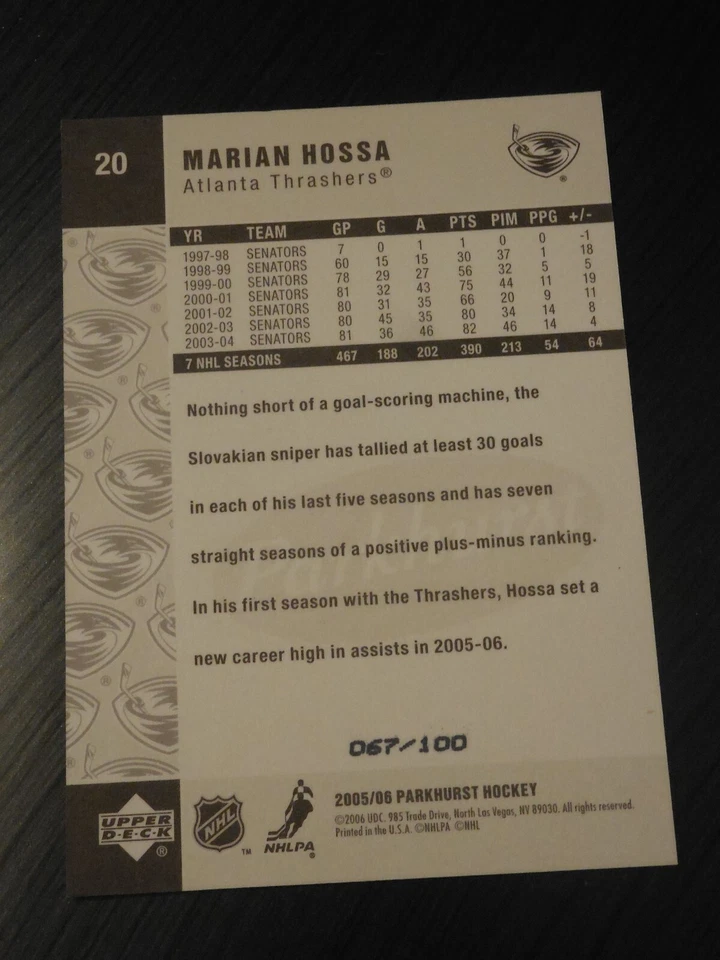 20
MARIAN HOSSA
Atlanta Thrashers®
YR TEAM GP G A PTS PIM PPG +/-
1997-98 SENATORS 7 0 1 1 0 0 -1
1998-99 SENATORS 60 15 15 30 37 1 18
1999-00 SENATORS 78 29 27 56 32 5 5
2000-01 SENATORS 81 32 43 75 44 11 19
2001-02 SENATORS 80 31 35 66 20 9 11
2002-03 SENATORS 80 45 35 80 34 14 8
2003-04 SENATORS 81 36 46 82 46 14 4
7 NHL SEASONS 467 188 202 390 213 54 64
Nothing short of a goal-scoring machine, the
Slovakian sniper has tallied at least 30 goals
in each of his last five seasons and has seven
straight seasons of a positive plus-minus ranking.
In his first season with the Thrashers, Hossa set a
new career high in assists in 2005-06.
Parkhurst
067/100
UPPER
D·E·C·K
®
NHL
TM
NHLPA®
2005/06 PARKHURST HOCKEY
©2006 UDC. 985 Trade Drive, North Las Vegas, NV 89030. All rights reserved.
Printed in the U.S.A. ©NHLPA ©NHL